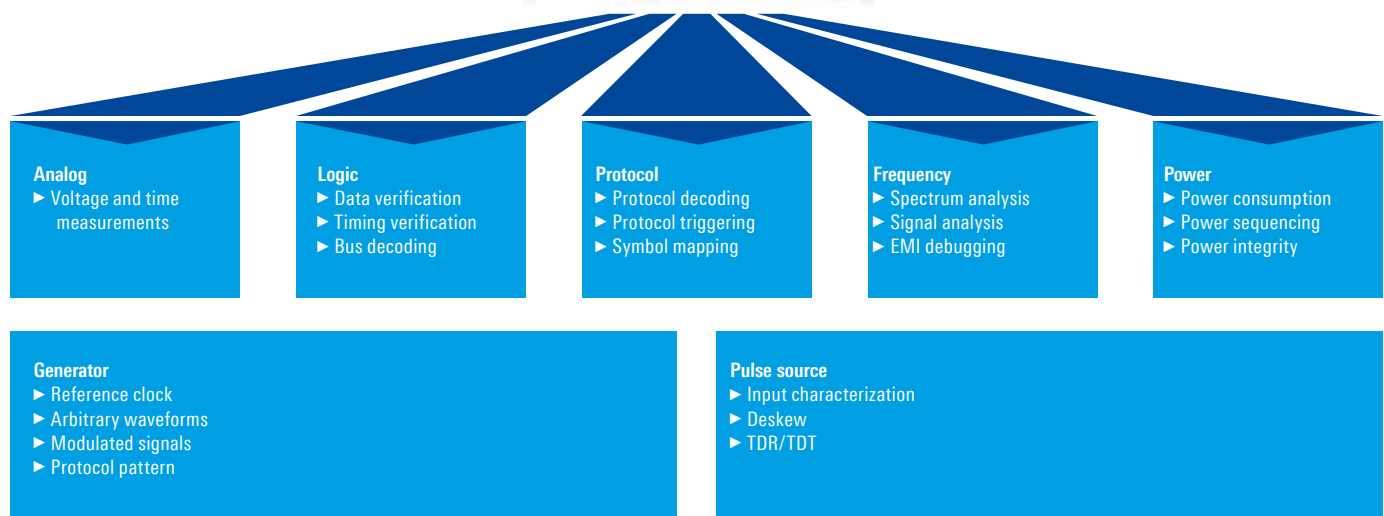 Analog
► Voltage and time
measurements
Logic
► Data verification
► Timing verification
► Bus decoding
Protocol
► Protocol decoding
► Protocol triggering
► Symbol mapping
Frequency
► Spectrum analysis
► Signal analysis
► EMI debugging
Power
► Power consumption
► Power sequencing
► Power integrity
Generator
► Reference clock
► Arbitrary waveforms
► Modulated signals
► Protocol pattern
Pulse source
► Input characterization
► Deskew
► TDR/TDT